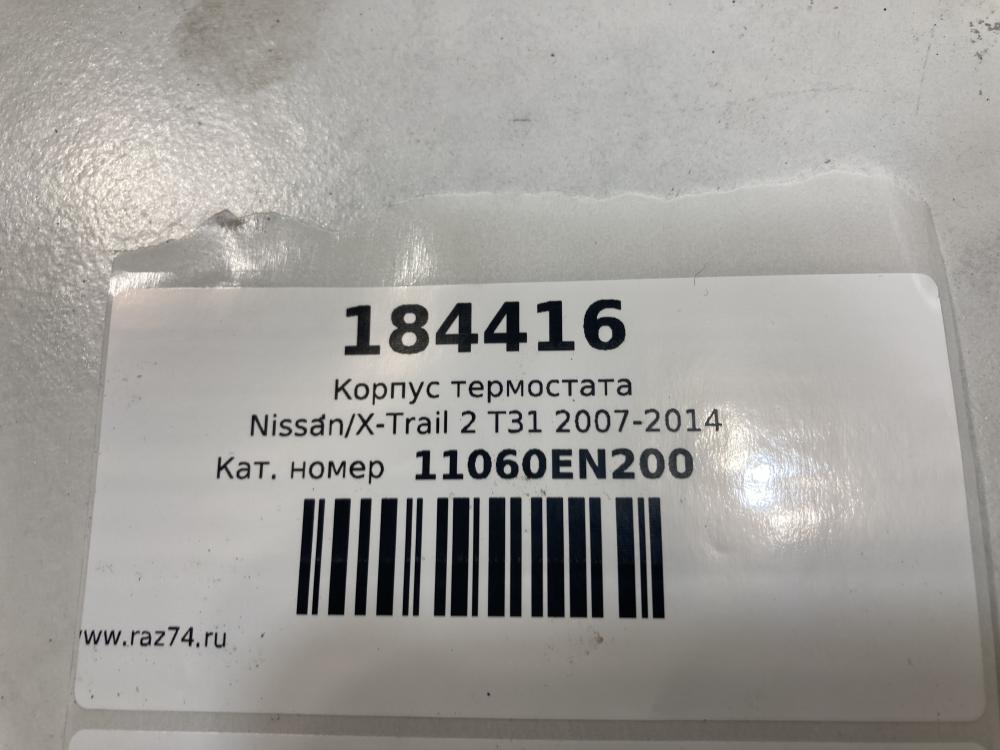 184416
Корпус термостата
Nissan/X-Trail 2 T31 2007-2014
Кат. номер 11060EN200
www.raz74.ru